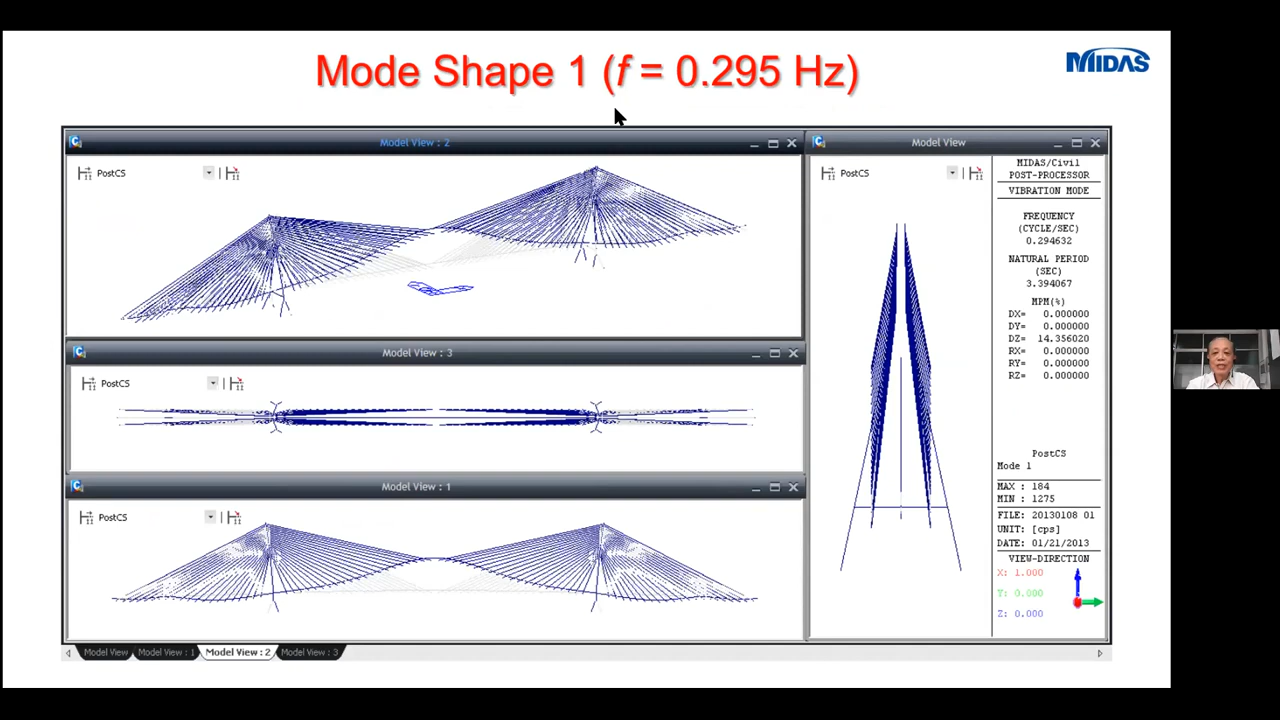 Mode Shape 1 (f = 0.295 Hz)
MIDAS
Model View : 2
PostCS
Model View : 3
PostCS
Model View : 1
PostCS
Model View
PostCS
MIDAS/Civil
POST-PROCESSOR
VIBRATION MODE
FREQUENCY
(CYCLE/SEC)
0.294632
NATURAL PERIOD
(SEC)
3.394067
MPM(%)
DX= 0.000000
DY= 0.000000
DZ= 14.356020
RX= 0.000000
RY= 0.000000
RZ= 0.000000
PostCS
Mode 1
MAX : 184
MIN : 1275
FILE: 20130108 01
UNIT: [cps]
DATE: 01/21/2013
VIEW-DIRECTION
X: 1.000
Y: 0.000
Z: 0.000
Model View
Model View : 1
Model View : 2
Model View : 3